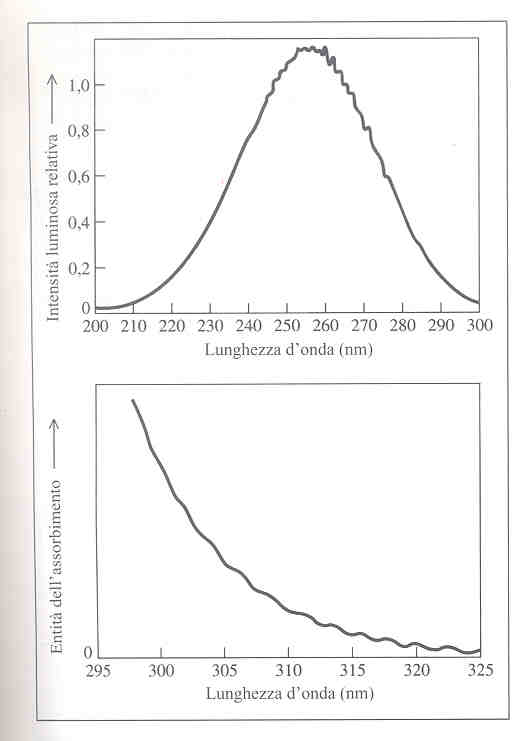 Intensità luminosa relativa
1,0
0,8
0,6
0,4
0,2
0
200 210 220 230 240 250 260 270 280 290 300
Lunghezza d'onda (nm)
Entità dell'assorbimento
0
295 300 305 310 315 320 325
Lunghezza d'onda (nm)